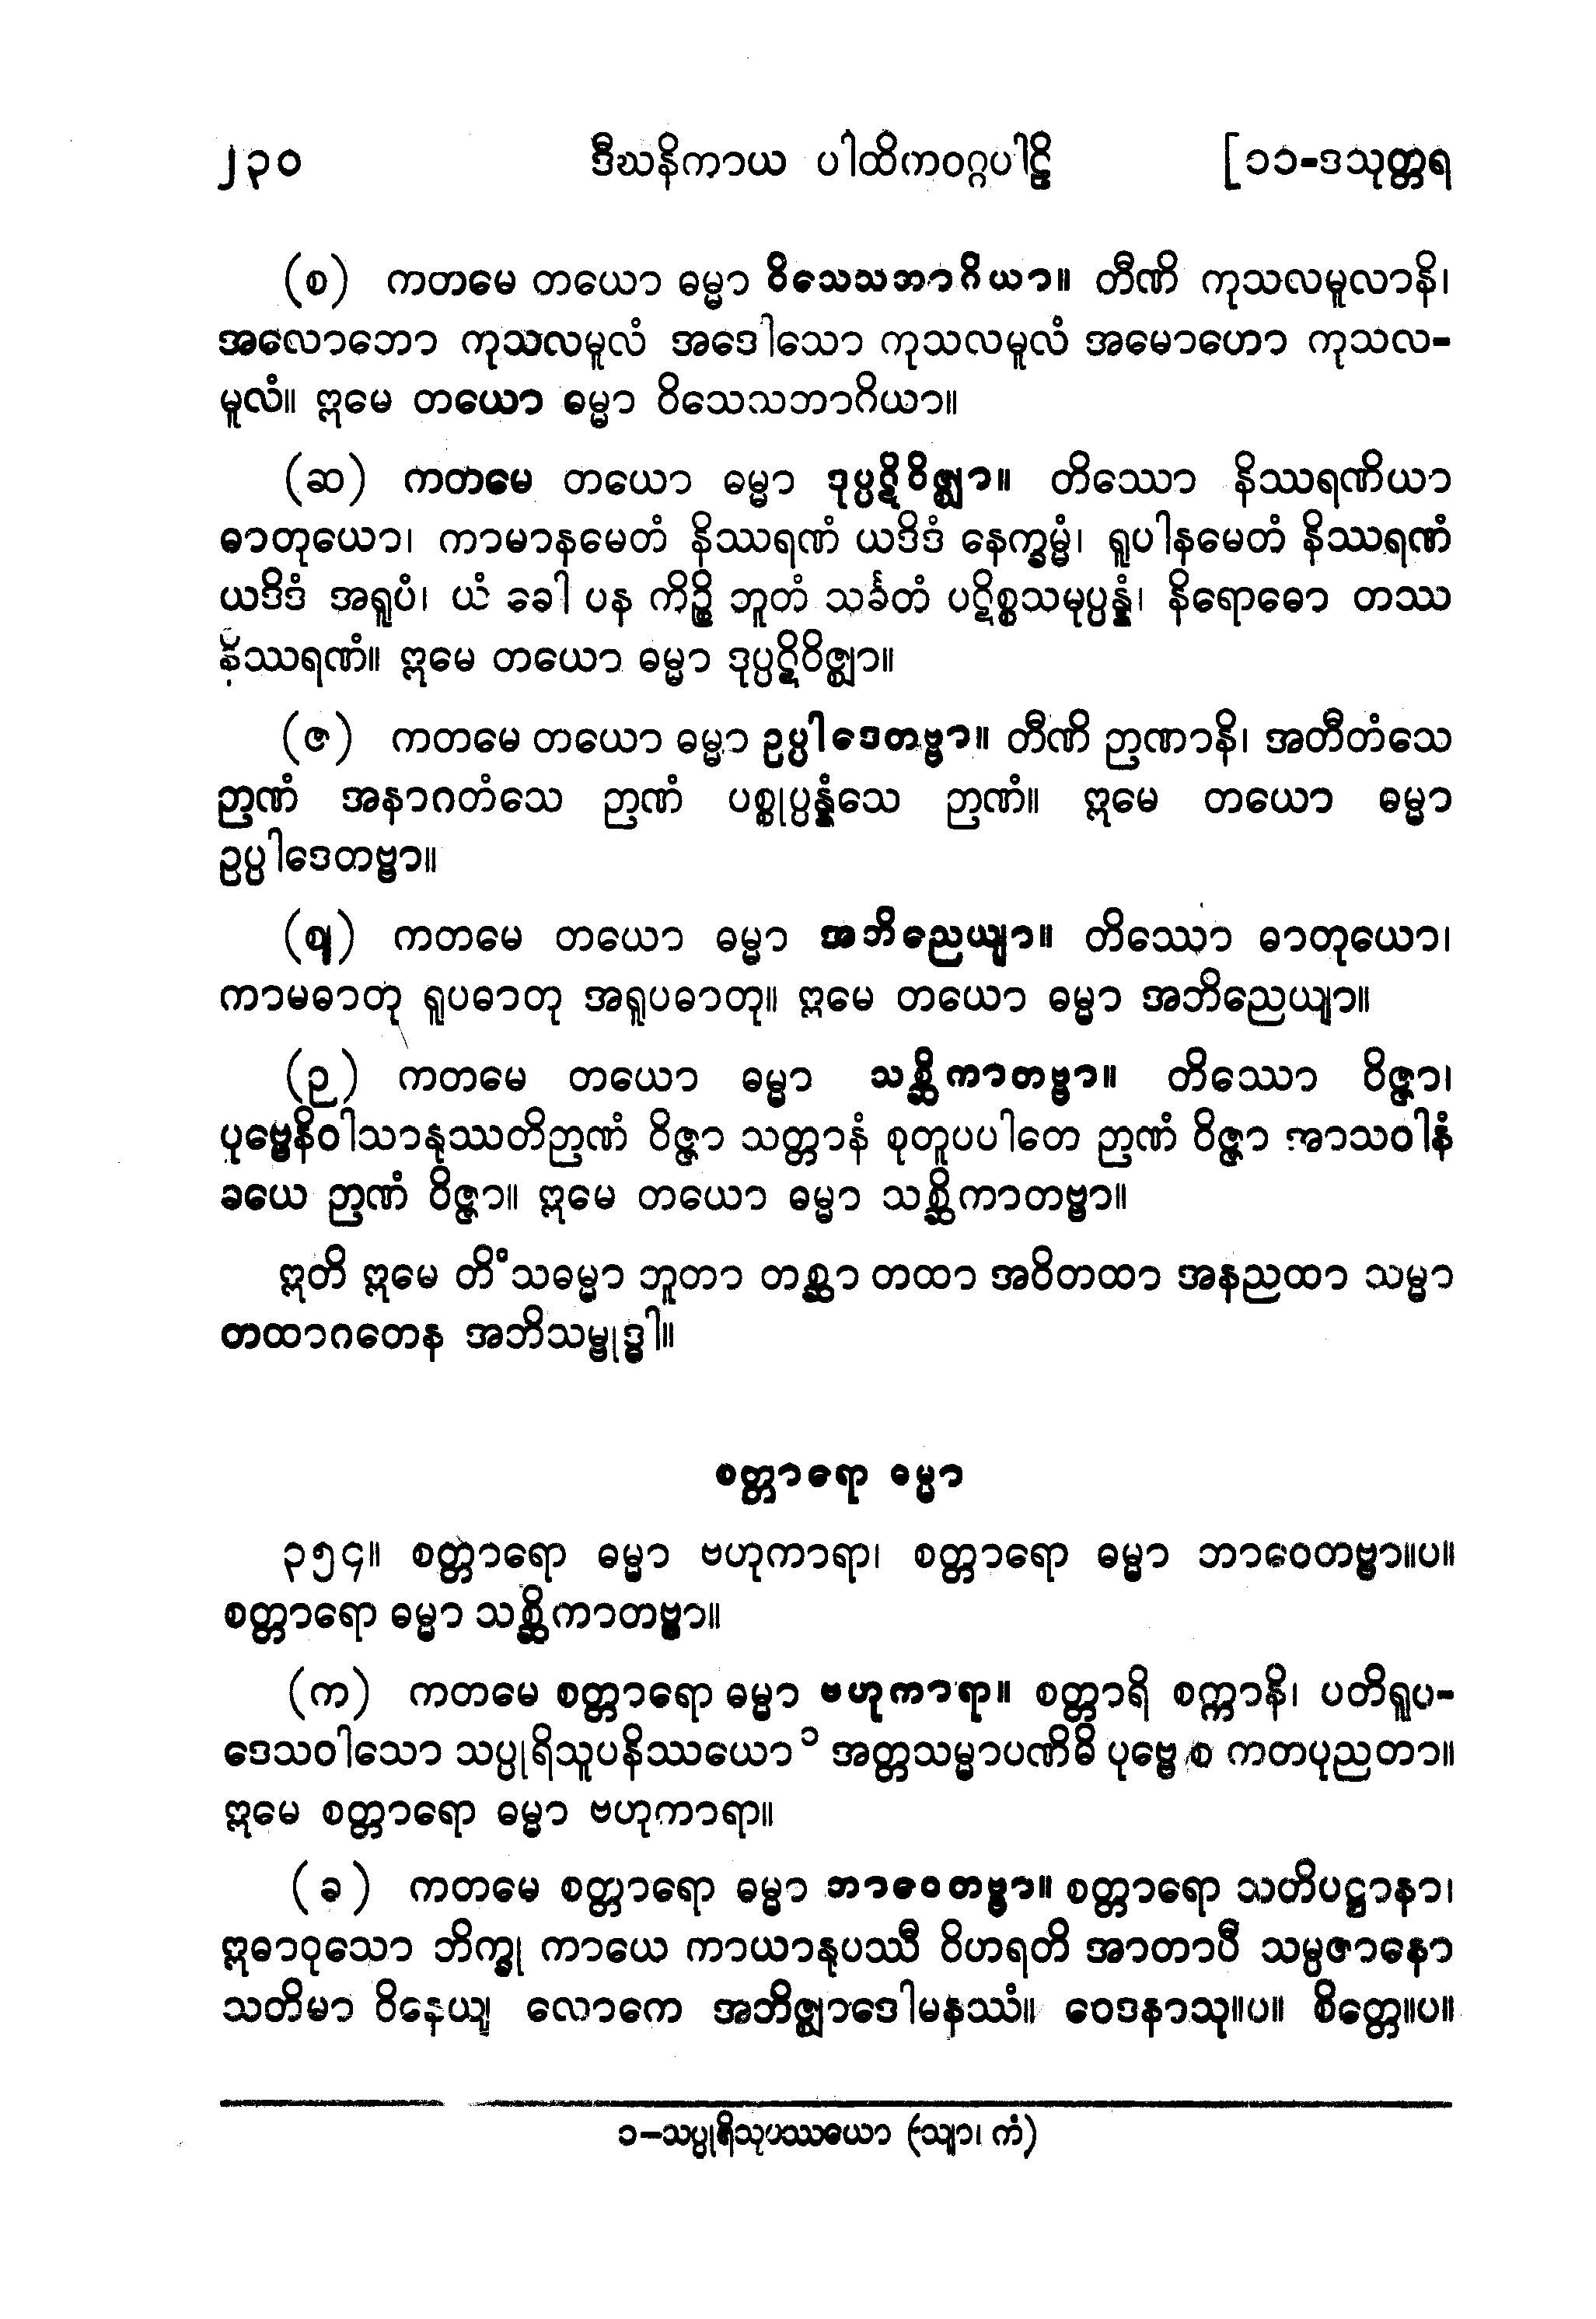 ၂၃၀ ဒီဃနိကာယ ပါထိကဝဂ္ဂပါဠိ [၁၁-ဒသုတ္တရ
(စ) ကတမေ တယော ဓမ္မာ ဝိသေသဘာဂိယာ။ တီဏိ ကုသလမူလာနိ၊
အလောဘော ကုသလမူလံ အဒေါသော ကုသလမူလံ အမောဟော ကုသလ-
မူလံ။ ဣမေ တယော ဓမ္မာ ဝိသေသဘာဂိယာ။
(ဆ) ကတမေ တယော ဓမ္မာ ဒုပ္ပဋိဝိဇ္ဈာ။ တိဿော နိဿရဏိယာ
ဓာတုယော၊ ကာမာနမေတံ နိဿရဏံ ယဒိဒံ နေက္ခမ္မံ၊ ရူပါနမေတံ နိဿရဏံ
ယဒိဒံ အရူပံ၊ ယံ ခေါ ပန ကိဉ္စိ ဘူတံ သင်္ခတံ ပဋိစ္စသမုပ္ပန္နံ၊ နိရောဓော တဿ
နိဿရဏံ။ ဣမေ တယော ဓမ္မာ ဒုပ္ပဋိဝိဇ္ဈာ။
(ဇ) ကတမေ တယော ဓမ္မာ ဥပ္ပါဒေတဗ္ဗာ။ တီဏိ ဉာဏာနိ၊ အတီတံသေ
ဉာဏံ အနာဂတံသေ ဉာဏံ ပစ္စုပ္ပန္နံသေ ဉာဏံ။ ဣမေ တယော ဓမ္မာ
ဥပ္ပါဒေတဗ္ဗာ။
(ဈ) ကတမေ တယော ဓမ္မာ အဘိညေယျာ။ တိဿော ဓာတုယော၊
ကာမဓာတု ရူပဓာတု အရူပဓာတု။ ဣမေ တယော ဓမ္မာ အဘိညေယျာ။
(ဉ) ကတမေ တယော ဓမ္မာ သစ္ဆိကာတဗ္ဗာ။ တိဿော ဝိဇ္ဇာ၊
ပုဗ္ဗေနိဝါသာနုဿတိဉာဏံ ဝိဇ္ဇာ သတ္တာနံ စုတူပပါတေ ဉာဏံ ဝိဇ္ဇာ အာသဝါနံ
ခယေ ဉာဏံ ဝိဇ္ဇာ။ ဣမေ တယော ဓမ္မာ သစ္ဆိကာတဗ္ဗာ။
ဣတိ ဣမေ တိံသဓမ္မာ ဘူတာ တစ္ဆာ တထာ အဝိတထာ အနညထာ သမ္မာ
တထာဂတေန အဘိသမ္ဗုဒ္ဓါ။
စတ္တာရော ဓမ္မာ
၃၅၄။ စတ္တာရော ဓမ္မာ ဗဟုကာရာ၊ စတ္တာရော ဓမ္မာ ဘာဝေတဗ္ဗာ။ပ။
စတ္တာရော ဓမ္မာ သစ္ဆိကာတဗ္ဗာ။
(က) ကတမေ စတ္တာရော ဓမ္မာ ဗဟုကာရာ။ စတ္တာရိ စက္ကာနိ၊ ပတိရူပ-
ဒေသဝါသော သပ္ပုရိသူပနိဿယော၁ အတ္တသမ္မာပဏိဓိ ပုဗ္ဗေ စ ကတပုညတာ။
ဣမေ စတ္တာရော ဓမ္မာ ဗဟုကာရာ။
(ခ) ကတမေ စတ္တာရော ဓမ္မာ ဘာဝေတဗ္ဗာ။ စတ္တာရော သတိပဋ္ဌာနာ၊
ဣဓာဝုသော ဘိက္ခု ကာယေ ကာယာနုပဿီ ဝိဟရတိ အာတာပီ သမ္ပဇာနော
သတိမာ ဝိနေယျ လောကေ အဘိဇ္ဈာဒေါမနဿံ။ ဝေဒနာသု။ပ။ စိတ္တေ။ပ။
၁-သပ္ပုရိသုပဿယော (သျာ၊ ကံ)